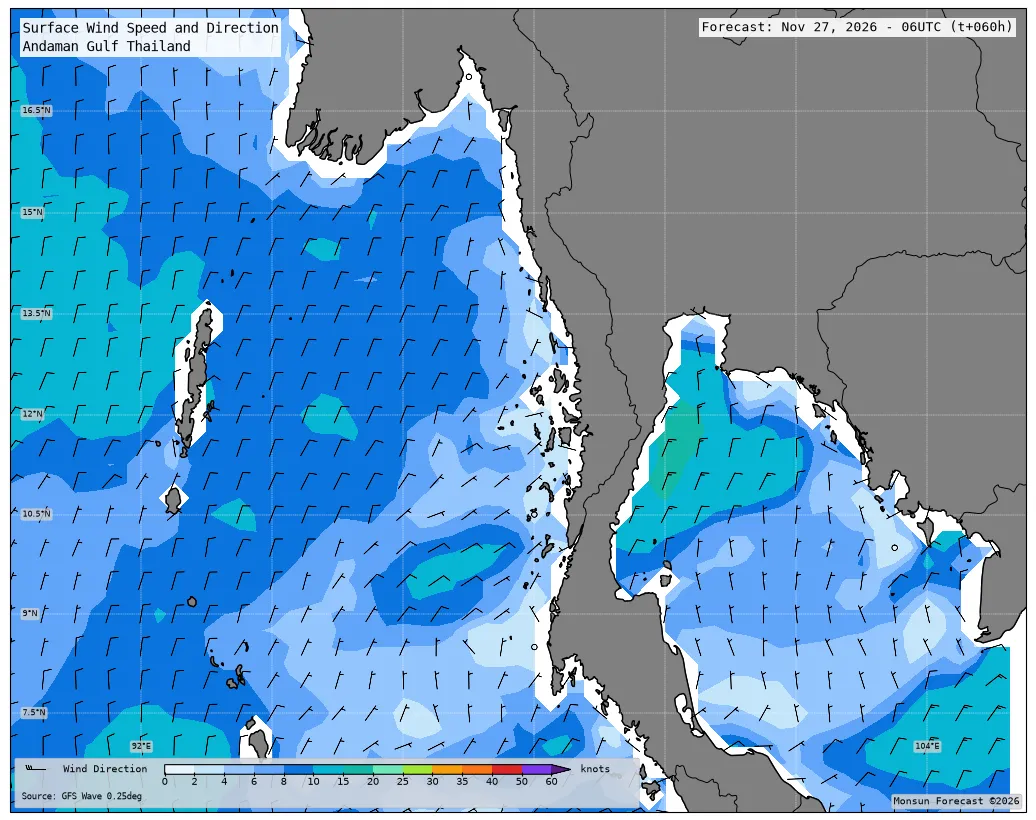 Surface Wind Speed and Direction
Andaman Gulf Thailand
Forecast: Nov 27, 2026 - 06UTC (t+060h)
16.5°N
15°N
13.5°N
12°N
10.5°N
9°N
7.5°N
92°E
104°E
Wind Direction
0 2 4 6 8 10 15 20 25 30 35 40 50 60
knots
Source: GFS Wave 0.25deg
Monsun Forecast ©2026